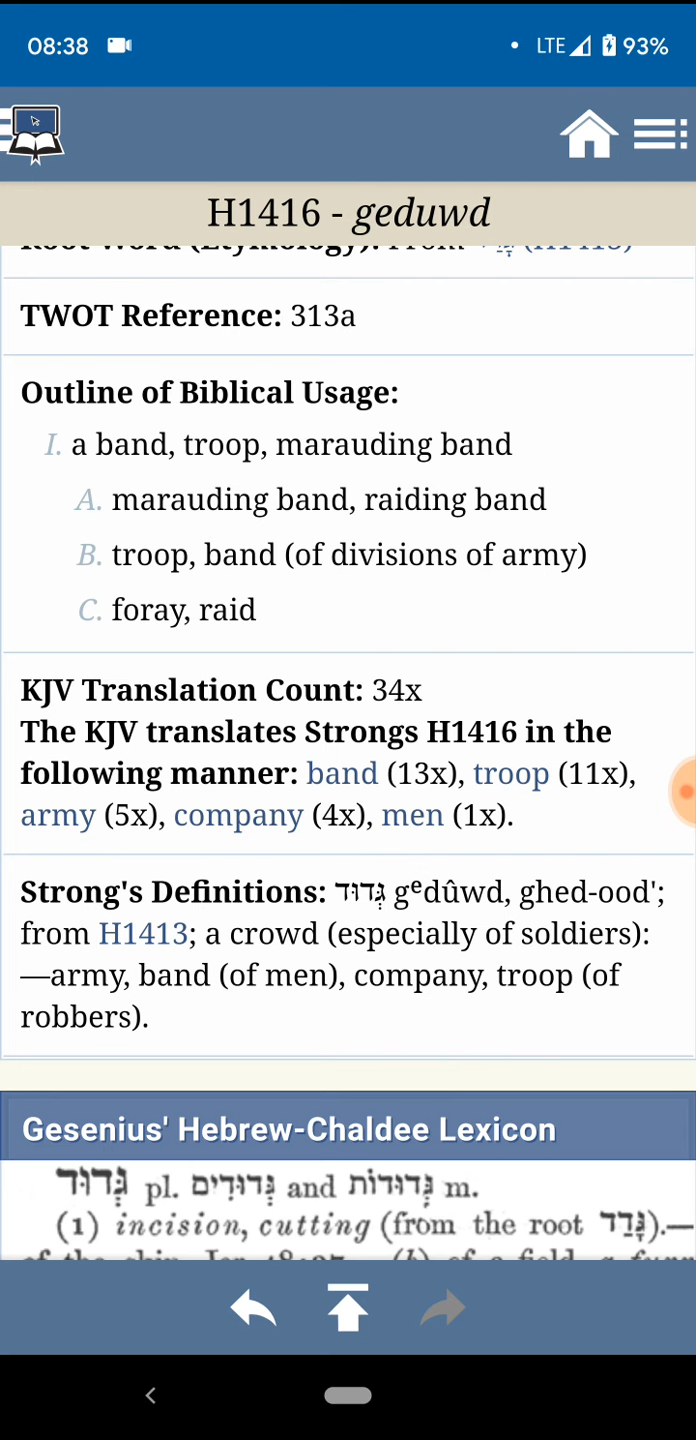 08:38
LTE
93%
H1416 - geduwd
TWOT Reference: 313a
Outline of Biblical Usage:
I. a band, troop, marauding band
A. marauding band, raiding band
B. troop, band (of divisions of army)
C. foray, raid
KJV Translation Count: 34x
The KJV translates Strongs H1416 in the
following manner: band (13x), troop (11x),
army (5x), company (4x), men (1x).
Strong's Definitions: גְּדוּד gᵉdûwd, ghed-ood';
from H1413; a crowd (especially of soldiers):
—army, band (of men), company, troop (of
robbers).
Gesenius' Hebrew-Chaldee Lexicon
גְּדוּד pl. גְּדוּדִים and גְּדוּדוֹת m.
(1) incision, cutting (from the root גָּדַד).—